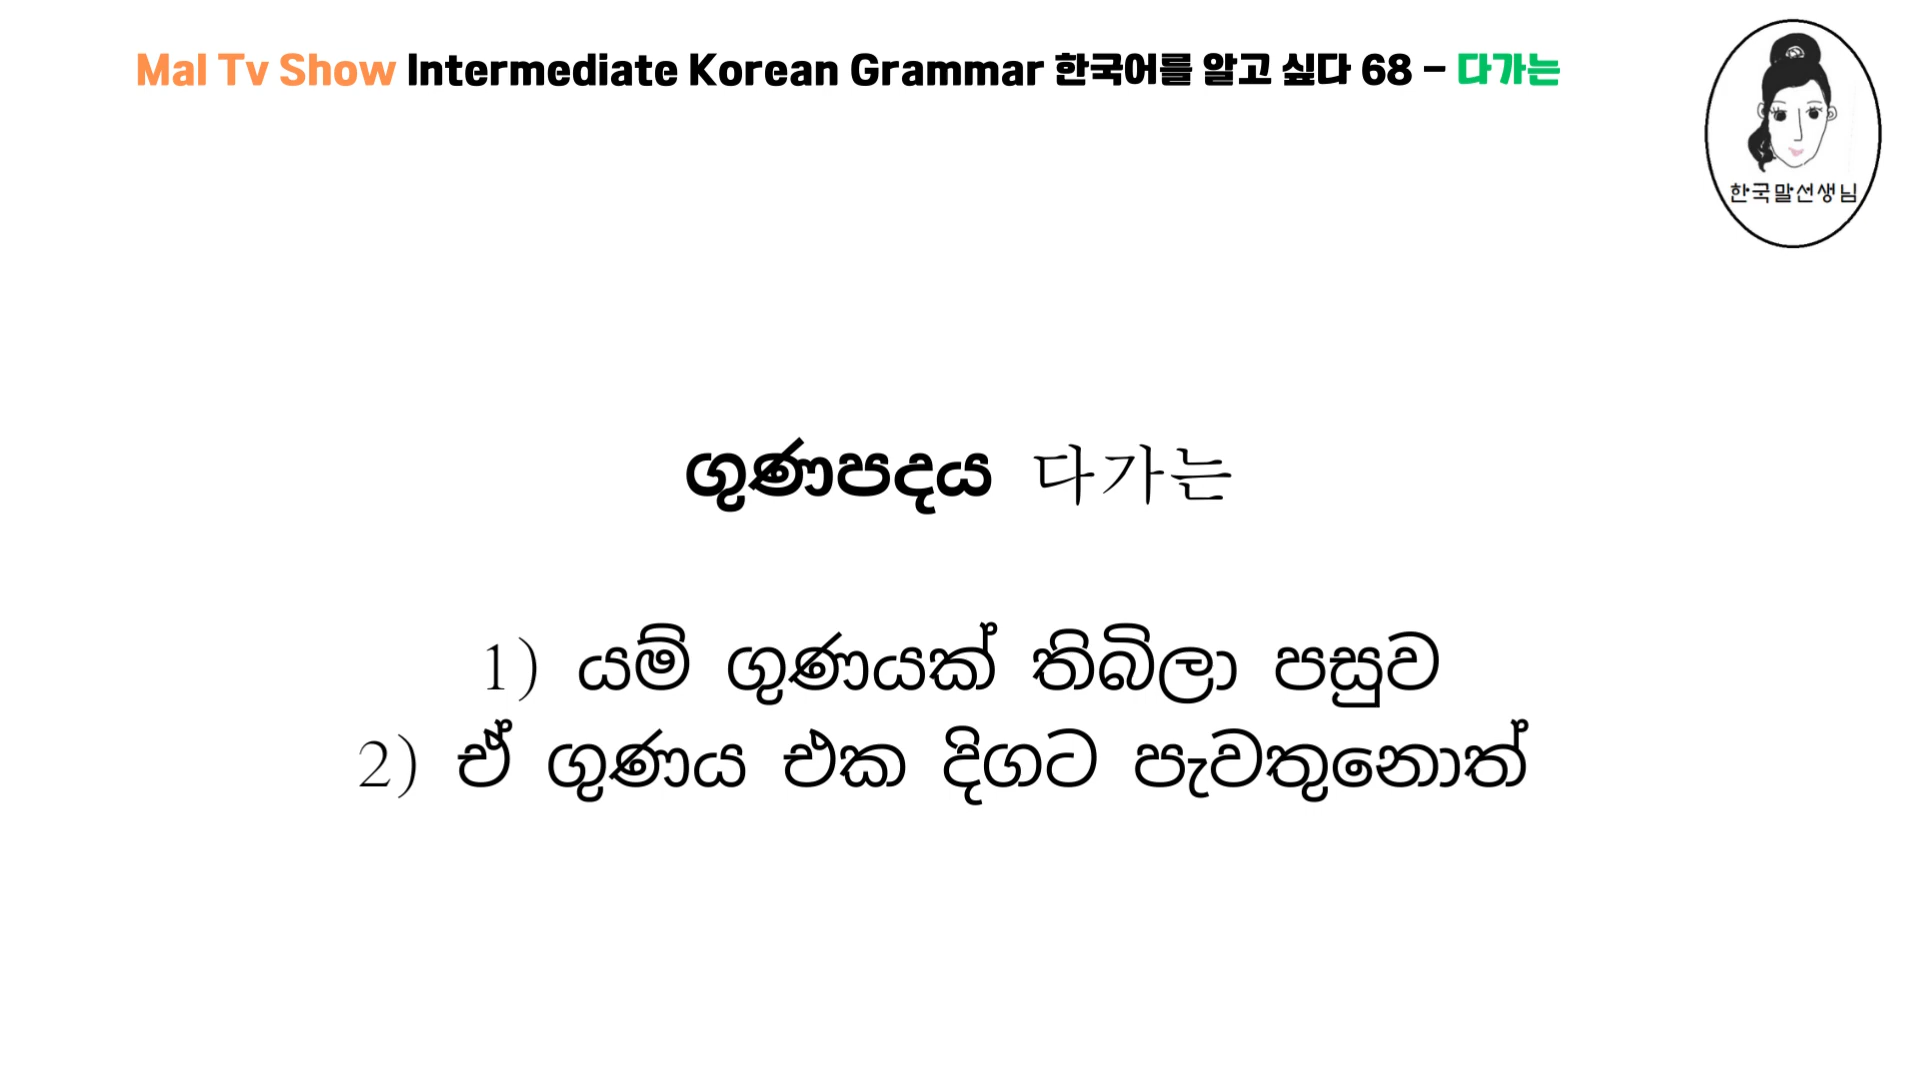 Mal Tv Show Intermediate Korean Grammar 한국어를 알고 싶다 68 - 다가는
한국말선생님
ගුණපදය 다가는
1) යම් ගුණයක් තිබිලා පසුව
2) ඒ ගුණය එක දිගට පැවතුනොත්